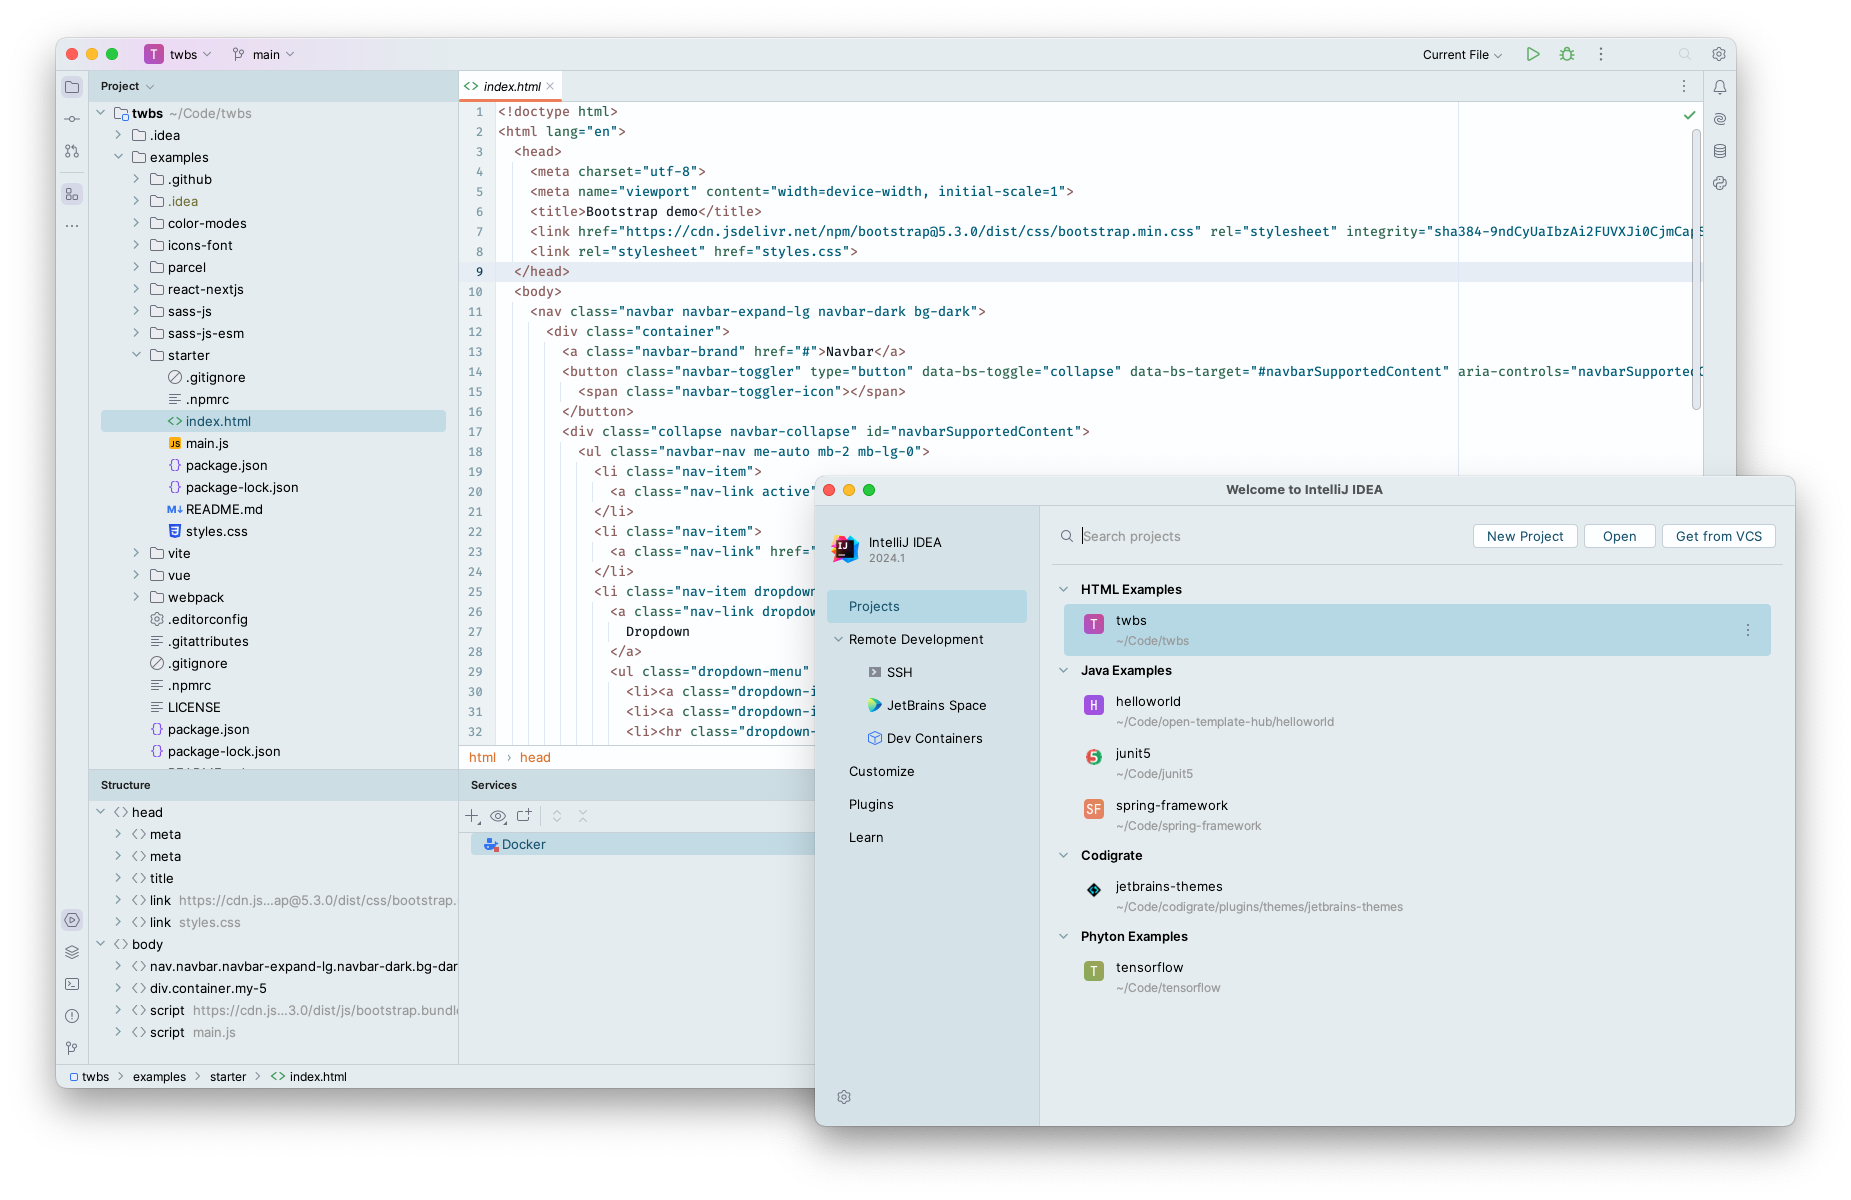 T twbs main Current File
Project
twbs ~/Code/twbs
.idea
examples
.github
.idea
color-modes
icons-font
parcel
react-nextjs
sass-js
sass-js-esm
starter
.gitignore
.npmrc
index.html
JS main.js
package.json
package-lock.json
M↓ README.md
styles.css
vite
vue
webpack
.editorconfig
.gitattributes
.gitignore
.npmrc
LICENSE
package.json
package-lock.json
index.html
1 <!doctype html>
2 <html lang="en">
3 <head>
4 <meta charset="utf-8">
5 <meta name="viewport" content="width=device-width, initial-scale=1">
6 <title>Bootstrap demo</title>
7 <link href="https://cdn.jsdelivr.net/npm/bootstrap@5.3.0/dist/css/bootstrap.min.css" rel="stylesheet" integrity="sha384-9ndCyUaIbzAi2FUVXJi0CjmCap
8 <link rel="stylesheet" href="styles.css">
9 </head>
10 <body>
11 <nav class="navbar navbar-expand-lg navbar-dark bg-dark">
12 <div class="container">
13 <a class="navbar-brand" href="#">Navbar</a>
14 <button class="navbar-toggler" type="button" data-bs-toggle="collapse" data-bs-target="#navbarSupportedContent" aria-controls="navbarSupported
15 <span class="navbar-toggler-icon"></span>
16 </button>
17 <div class="collapse navbar-collapse" id="navbarSupportedContent">
18 <ul class="navbar-nav me-auto mb-2 mb-lg-0">
19 <li class="nav-item">
20 <a class="nav-link active"
21 </li>
22 <li class="nav-item">
23 <a class="nav-link" href="
24 </li>
25 <li class="nav-item dropdown
26 <a class="nav-link dropdow
27 Dropdown
28 </a>
29 <ul class="dropdown-menu"
30 <li><a class="dropdown-i
31 <li><a class="dropdown-i
32 <li><hr class="dropdown-
html › head
Structure
head
meta
meta
title
link https://cdn.js...ap@5.3.0/dist/css/bootstrap.
link styles.css
body
nav.navbar.navbar-expand-lg.navbar-dark.bg-dar
div.container.my-5
script https://cdn.js...3.0/dist/js/bootstrap.bundl
script main.js
Services
Docker
twbs > examples > starter > index.html
Welcome to IntelliJ IDEA
IJ IntelliJ IDEA
2024.1
Projects
Remote Development
SSH
JetBrains Space
Dev Containers
Customize
Plugins
Learn
Search projects New Project Open Get from VCS
HTML Examples
T twbs
~/Code/twbs
Java Examples
H helloworld
~/Code/open-template-hub/helloworld
5 junit5
~/Code/junit5
SF spring-framework
~/Code/spring-framework
Codigrate
jetbrains-themes
~/Code/codigrate/plugins/themes/jetbrains-themes
Phyton Examples
T tensorflow
~/Code/tensorflow